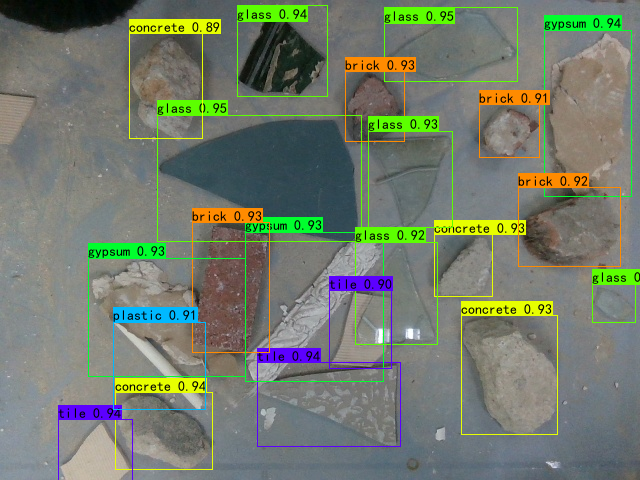 glass 0.94
glass 0.95
gypsum 0.94
concrete 0.89
brick 0.93
brick 0.91
glass 0.95
glass 0.93
brick 0.92
brick 0.93
gypsum 0.93
concrete 0.93
glass 0.92
gypsum 0.93
glass 0
tile 0.90
concrete 0.93
plastic 0.91
tile 0.94
concrete 0.94
tile 0.94